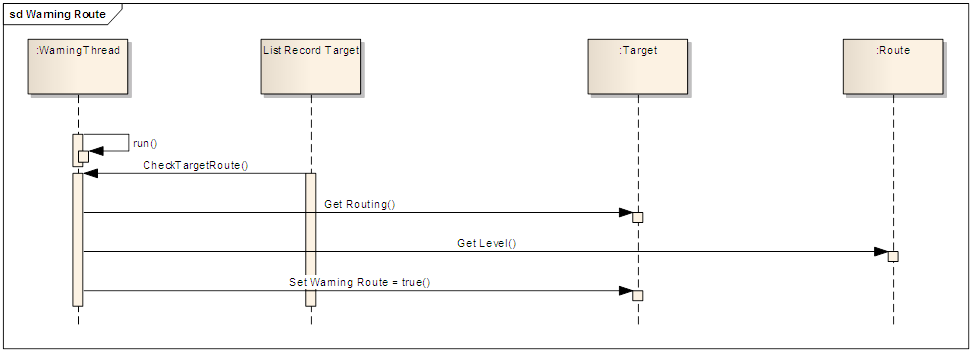 sd Warning Route
:WarningThread
List Record Target
:Target
:Route
run()
CheckTargetRoute()
Get Routing()
Get Level()
Set Warning Route = true()